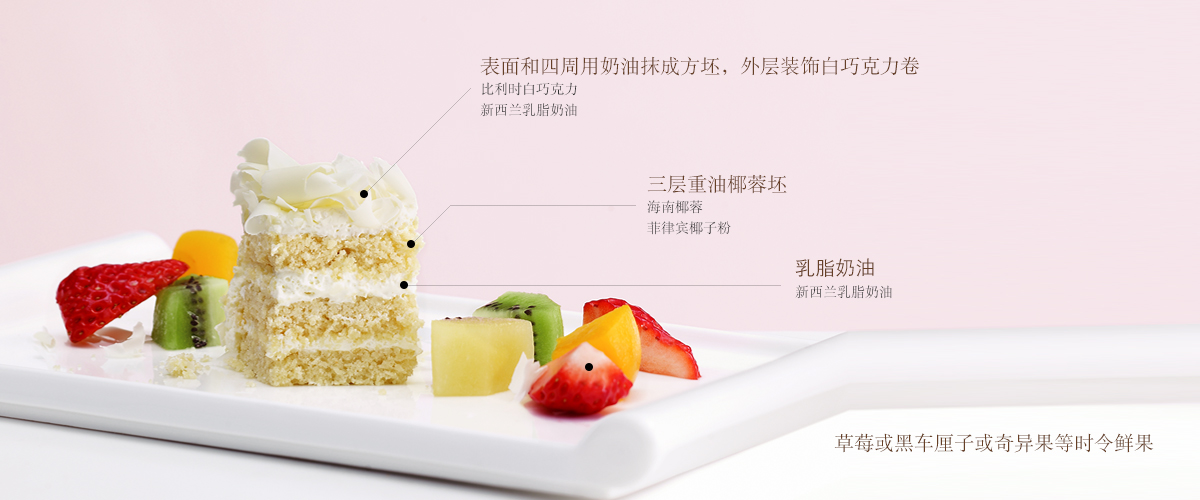 表面和四周用奶油抹成方坯，外层装饰白巧克力卷
比利时白巧克力
新西兰乳脂奶油
三层重油椰蓉坯
海南椰蓉
菲律宾椰子粉
乳脂奶油
新西兰乳脂奶油
草莓或黑车厘子或奇异果等时令鲜果